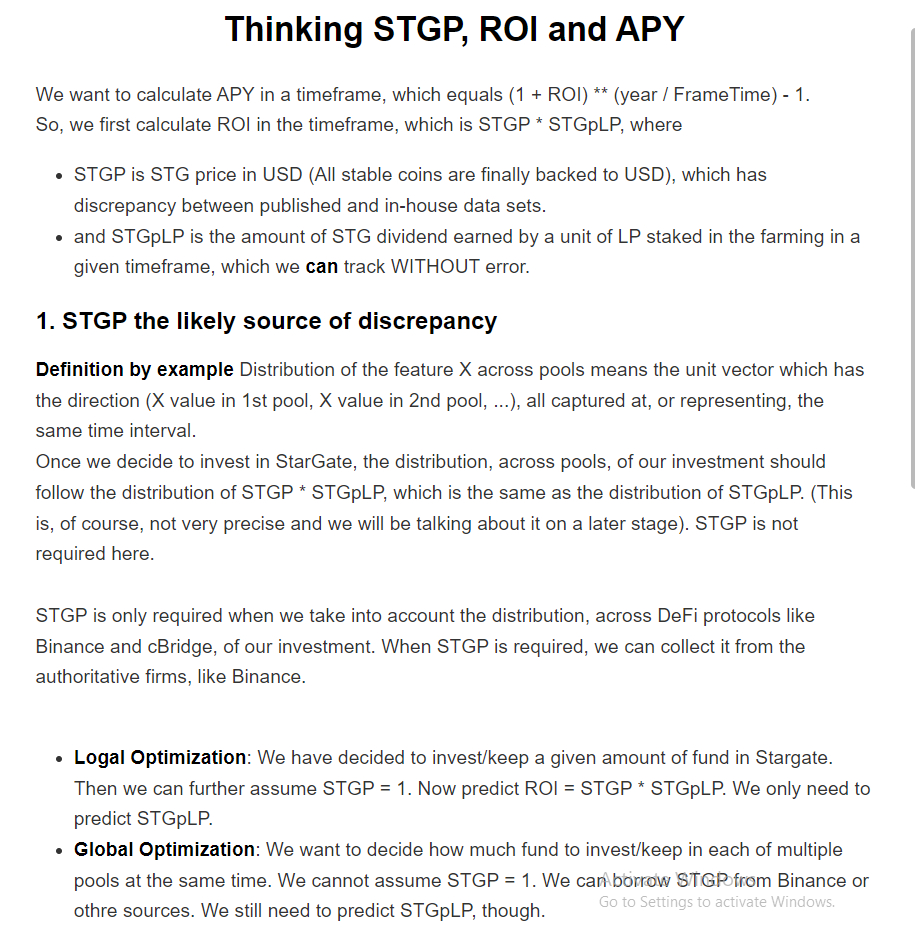 Thinking STGP, ROI and APY
We want to calculate APY in a timeframe, which equals (1 + ROI) ** (year / FrameTime) - 1.
So, we first calculate ROI in the timeframe, which is STGP * STGpLP, where
• STGP is STG price in USD (All stable coins are finally backed to USD), which has
discrepancy between published and in-house data sets.
• and STGpLP is the amount of STG dividend earned by a unit of LP staked in the farming in a
given timeframe, which we can track WITHOUT error.
1. STGP the likely source of discrepancy
Definition by example Distribution of the feature X across pools means the unit vector which has
the direction (X value in 1st pool, X value in 2nd pool, ...), all captured at, or representing, the
same time interval.
Once we decide to invest in StarGate, the distribution, across pools, of our investment should
follow the distribution of STGP * STGpLP, which is the same as the distribution of STGpLP. (This
is, of course, not very precise and we will be talking about it on a later stage). STGP is not
required here.
STGP is only required when we take into account the distribution, across DeFi protocols like
Binance and cBridge, of our investment. When STGP is required, we can collect it from the
authoritative firms, like Binance.
• Logal Optimization: We have decided to invest/keep a given amount of fund in Stargate.
Then we can further assume STGP = 1. Now predict ROI = STGP * STGpLP. We only need to
predict STGpLP.
• Global Optimization: We want to decide how much fund to invest/keep in each of multiple
pools at the same time. We cannot assume STGP = 1. We can borrow STGP from Binance or
othre sources. We still need to predict STGpLP, though.
Activate Windows
Go to Settings to activate Windows.